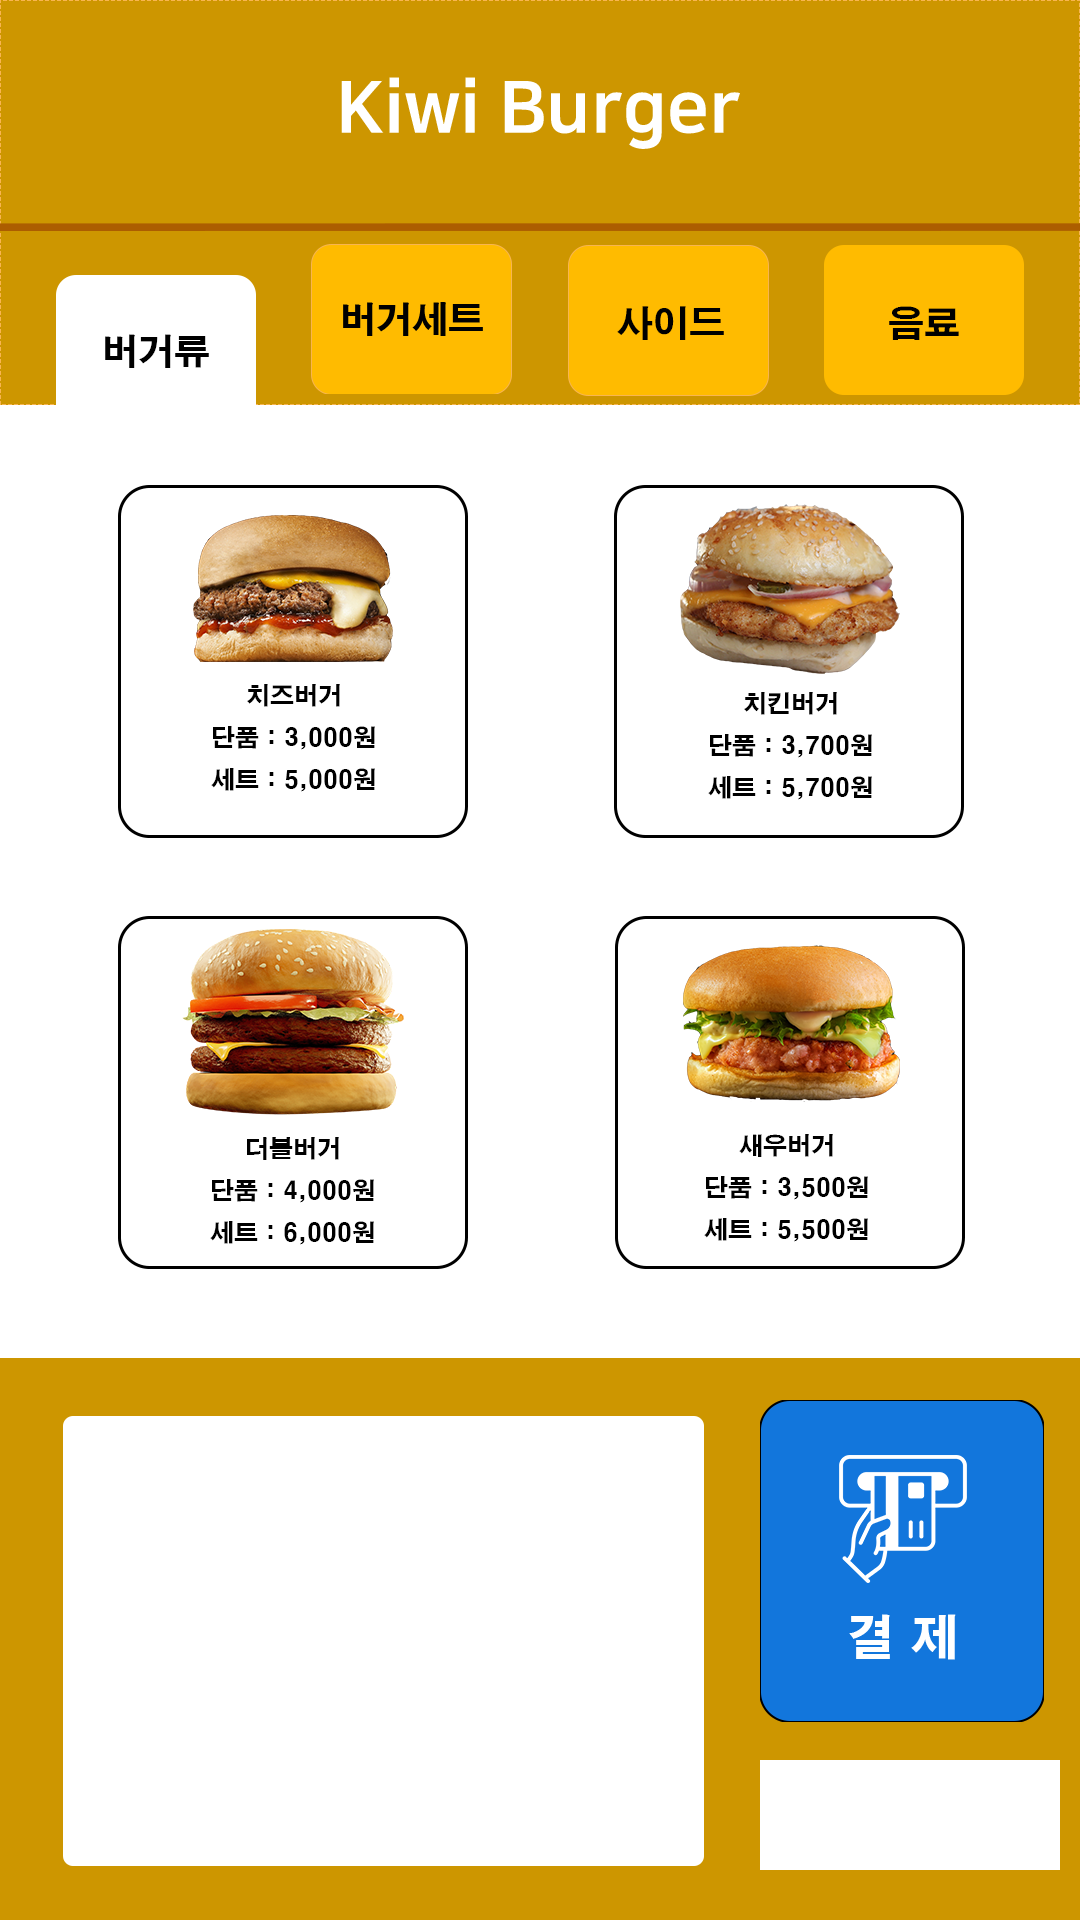 Kiwi Burger
버거류
버거세트
사이드
음료
치즈버거
단품 : 3,000원
세트 : 5,000원
치킨버거
단품 : 3,700원
세트 : 5,700원
더블버거
단품 : 4,000원
세트 : 6,000원
새우버거
단품 : 3,500원
세트 : 5,500원
결 제